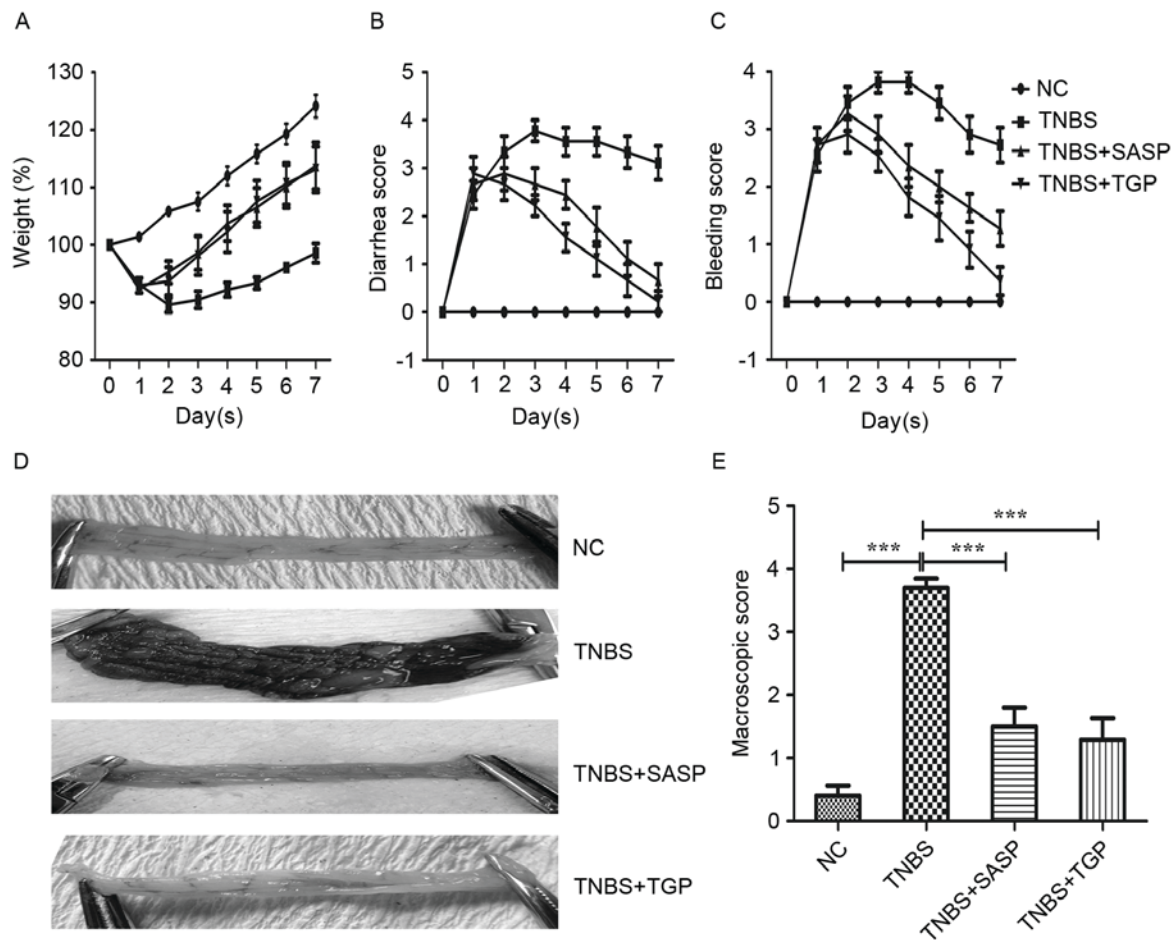 A
Weight (%)
130
120
110
100
90
80
0 1 2 3 4 5 6 7
Day(s)
B
Diarrhea score
5
4
3
2
1
0
-1
0 1 2 3 4 5 6 7
Day(s)
C
Bleeding score
4
3
2
1
0
-1
0 1 2 3 4 5 6 7
Day(s)
NC
TNBS
TNBS+SASP
TNBS+TGP
D
NC
TNBS
TNBS+SASP
TNBS+TGP
E
Macroscopic score
5
4
3
2
1
0
***
*** ***
NC TNBS TNBS+SASP TNBS+TGP